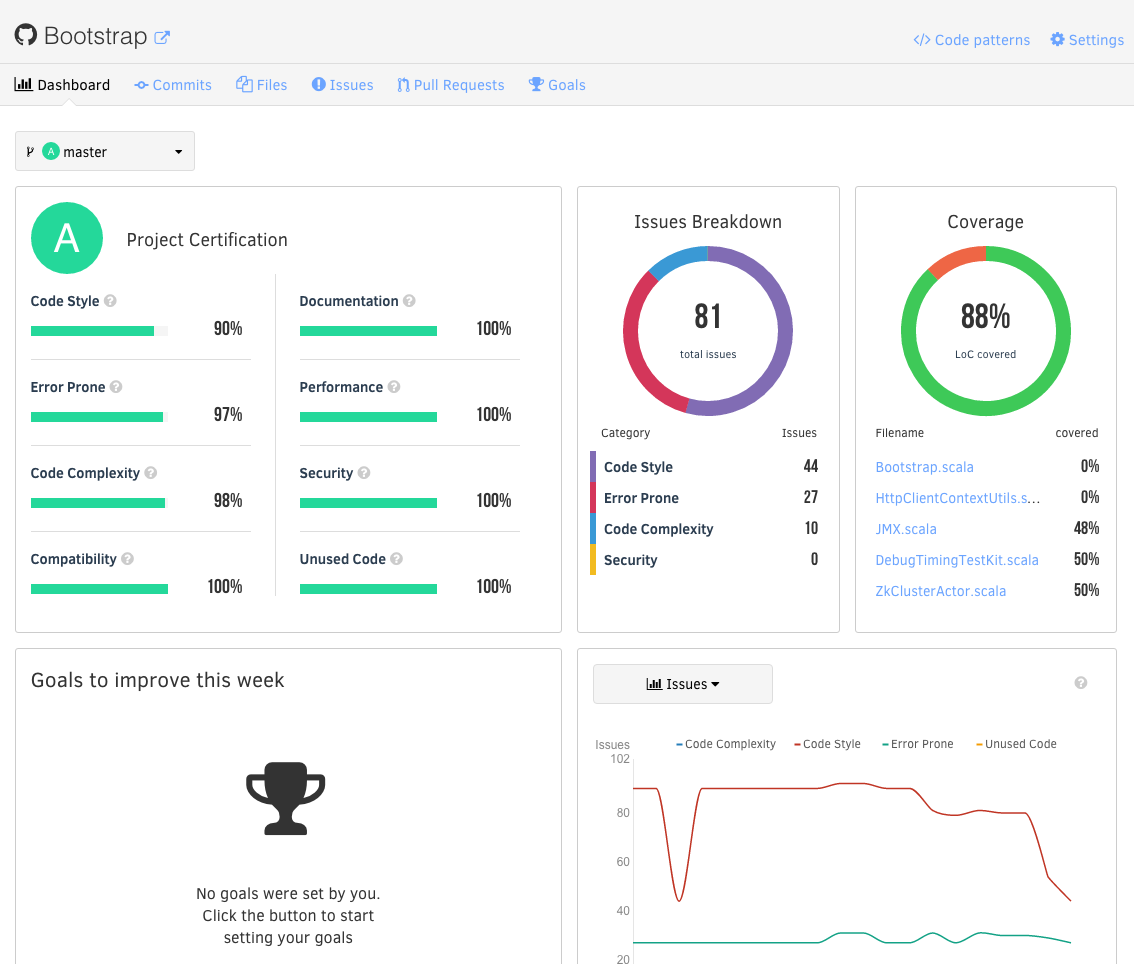 Bootstrap
</> Code patterns
Settings
Dashboard
Commits
Files
Issues
Pull Requests
Goals
A master
A
Project Certification
Code Style ?
90%
Documentation ?
100%
Error Prone ?
97%
Performance ?
100%
Code Complexity ?
98%
Security ?
100%
Compatibility ?
100%
Unused Code ?
100%
Issues Breakdown
81
total issues
Category Issues
Code Style 44
Error Prone 27
Code Complexity 10
Security 0
Coverage
88%
LoC covered
Filename covered
Bootstrap.scala 0%
HttpClientContextUtils.s... 0%
JMX.scala 48%
DebugTimingTestKit.scala 50%
ZkClusterActor.scala 50%
Goals to improve this week
No goals were set by you.
Click the button to start
setting your goals
Issues
?
Issues
Code Complexity Code Style Error Prone Unused Code
102
80
60
40
20